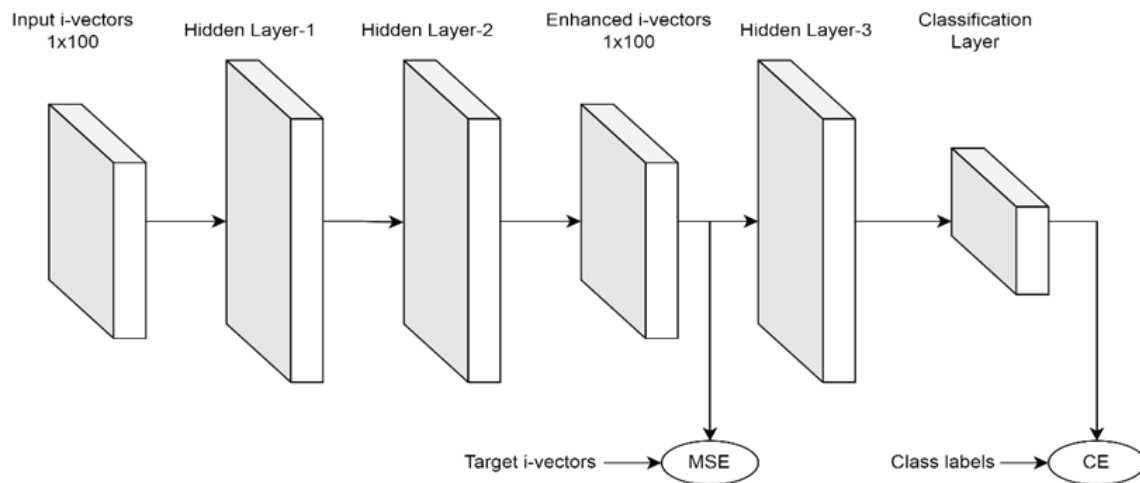 Input i-vectors
1x100
Hidden Layer-1
Hidden Layer-2
Enhanced i-vectors
1x100
Hidden Layer-3
Classification
Layer
Target i-vectors
MSE
Class labels
CE